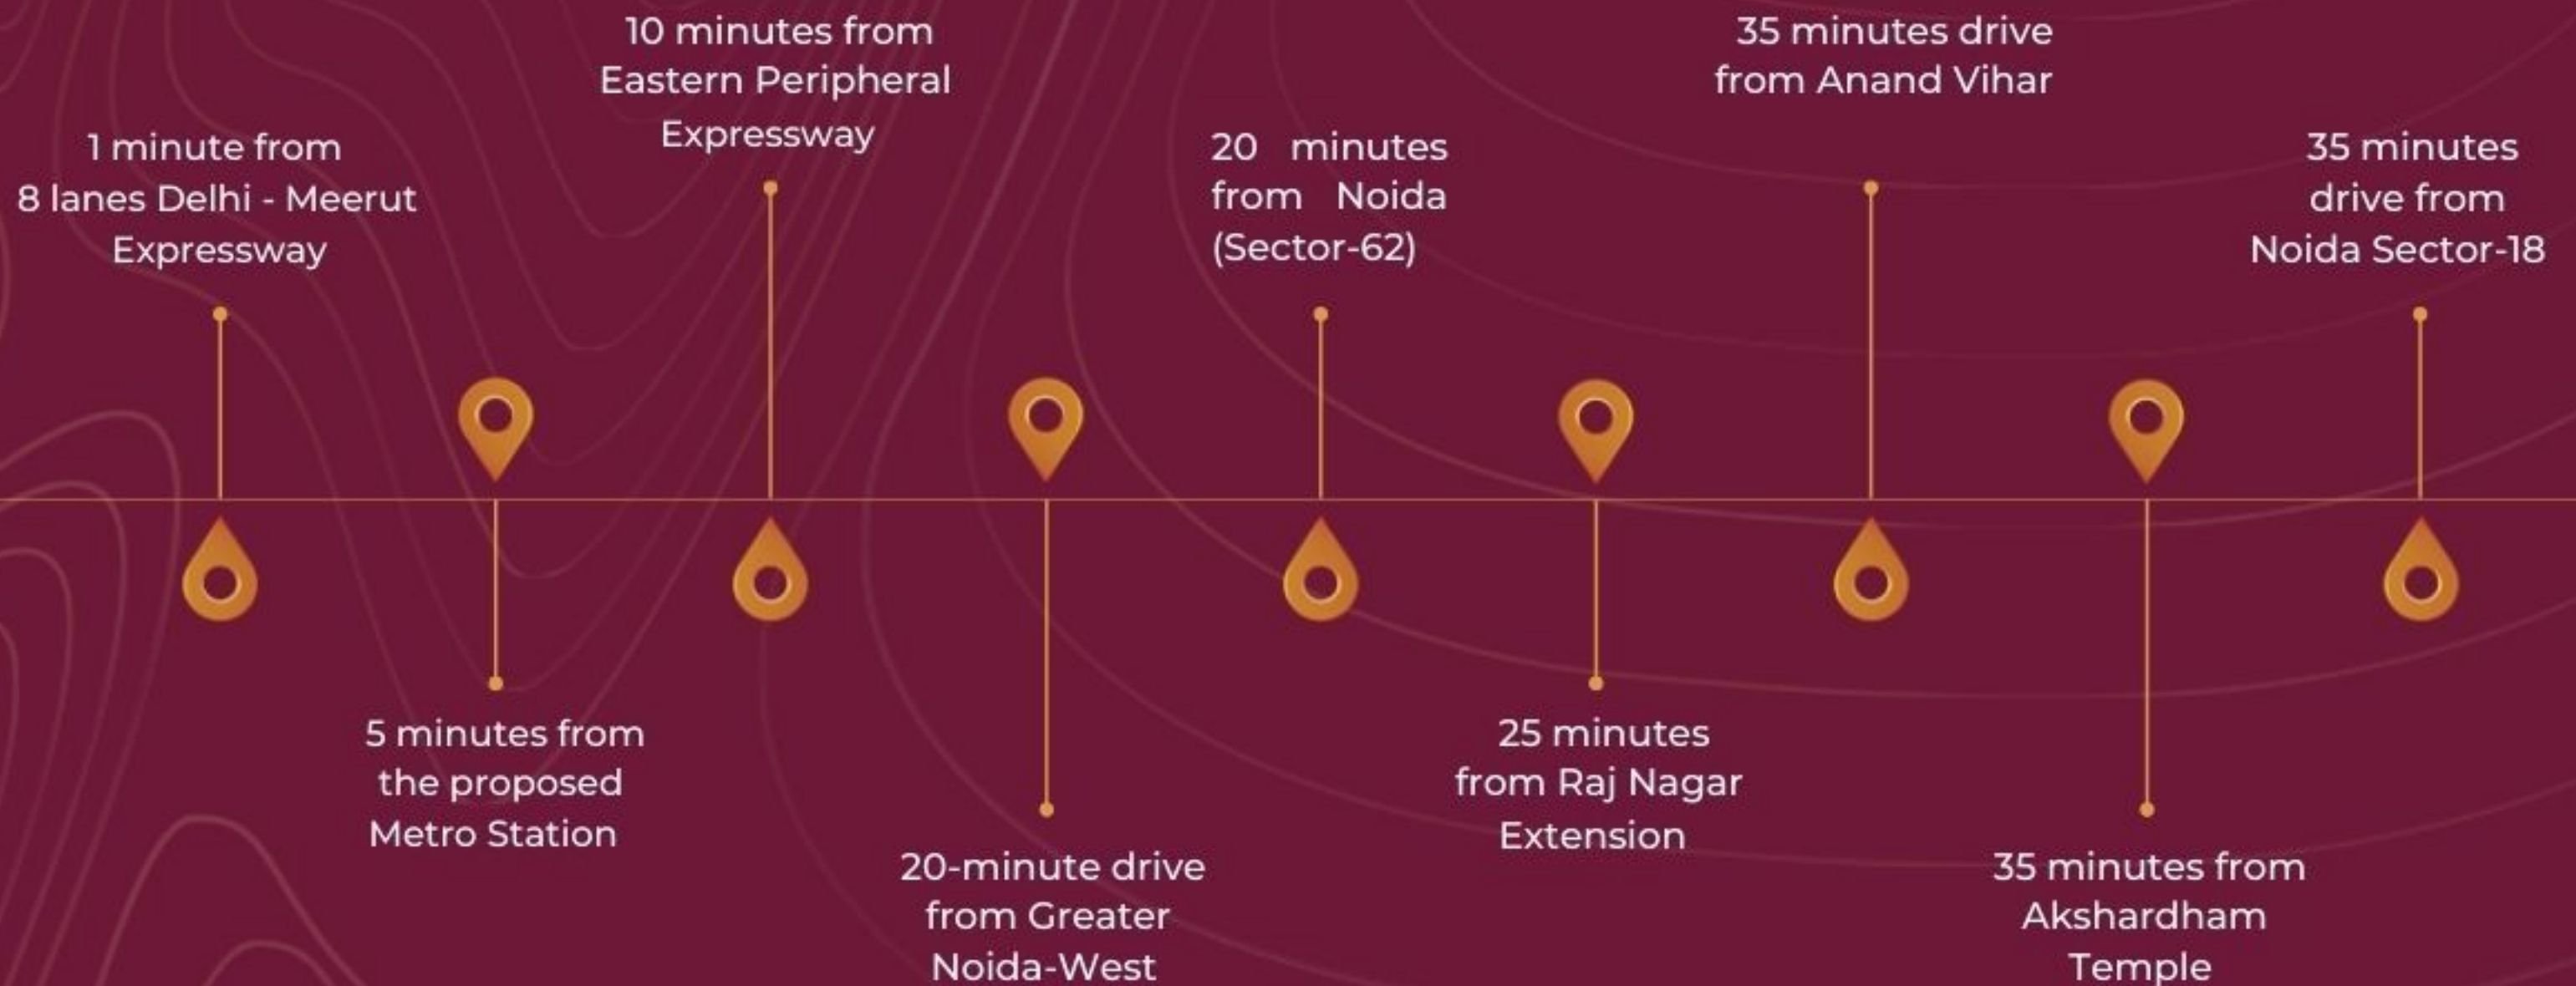 1 minute from
8 lanes Delhi - Meerut
Expressway
5 minutes from
the proposed
Metro Station
10 minutes from
Eastern Peripheral
Expressway
20-minute drive
from Greater
Noida-West
20 minutes
from Noida
(Sector-62)
25 minutes
from Raj Nagar
Extension
35 minutes drive
from Anand Vihar
35 minutes from
Akshardham
Temple
35 minutes
drive from
Noida Sector-18